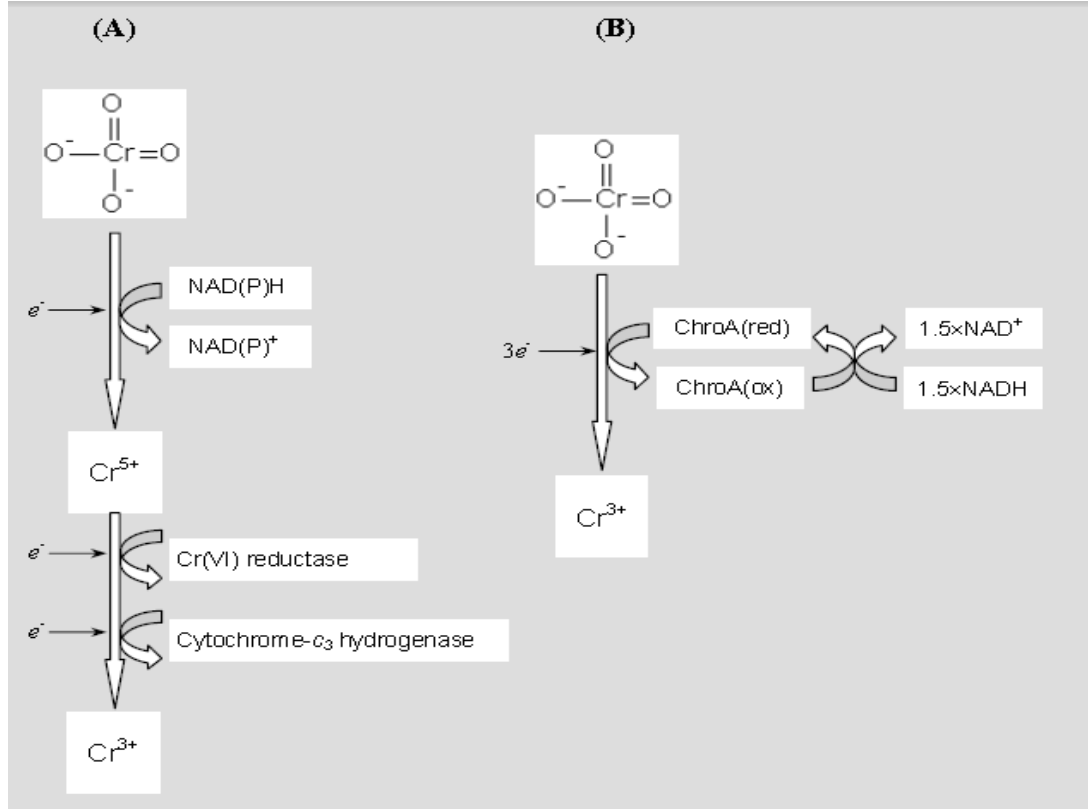 (A)
O
O⁻ Cr O
O⁻
e⁻
NAD(P)H
NAD(P)⁺
Cr⁵⁺
e⁻
Cr(VI) reductase
e⁻
Cytochrome-c₃ hydrogenase
Cr³⁺
(B)
O
O⁻ Cr O
O⁻
3e⁻
ChroA(red)
1.5×NAD⁺
ChroA(ox)
1.5×NADH
Cr³⁺